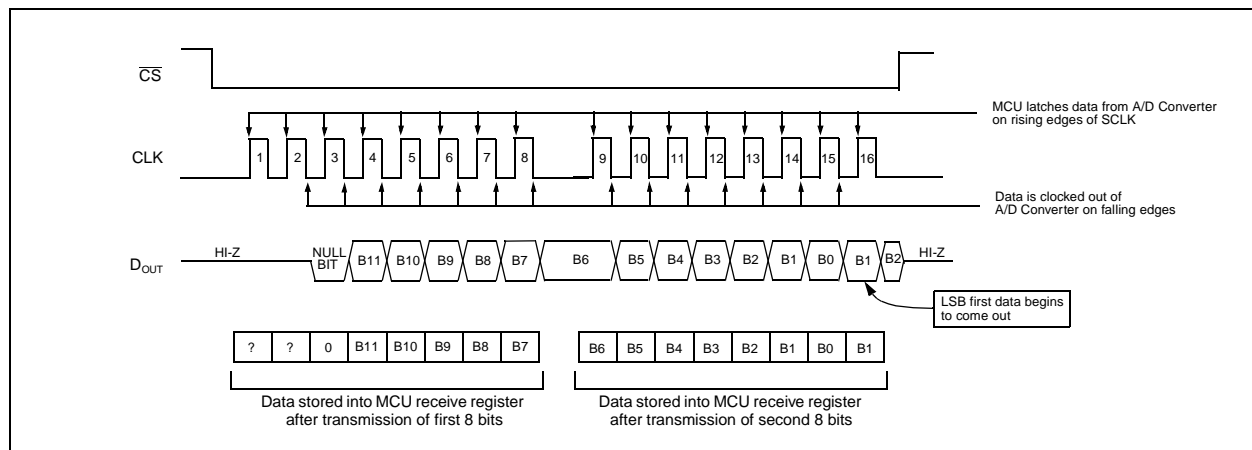 CS
MCU latches data from A/D Converter
on rising edges of SCLK
CLK
1 2 3 4 5 6 7 8 9 10 11 12 13 14 15 16
Data is clocked out of
A/D Converter on falling edges
DOUT
HI-Z
NULL
BIT
B11 B10 B9 B8 B7 B6 B5 B4 B3 B2 B1 B0 B1 B2
HI-Z
LSB first data begins
to come out
? ? 0 B11 B10 B9 B8 B7
B6 B5 B4 B3 B2 B1 B0 B1
Data stored into MCU receive register
after transmission of first 8 bits
Data stored into MCU receive register
after transmission of second 8 bits